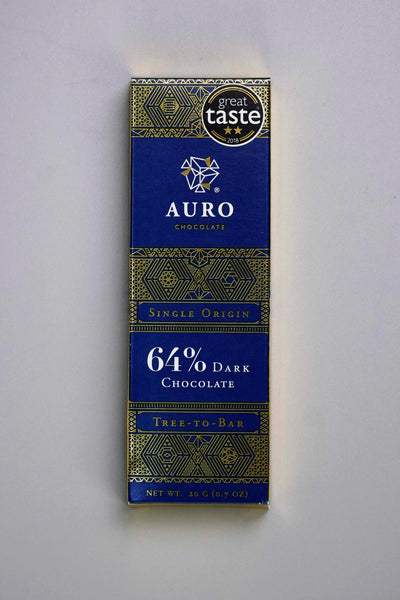 great
taste
2018
®
AURO
CHOCOLATE
SINGLE ORIGIN
64% DARK
CHOCOLATE
TREE-TO-BAR
NET WT. 20 G (0.7 OZ)